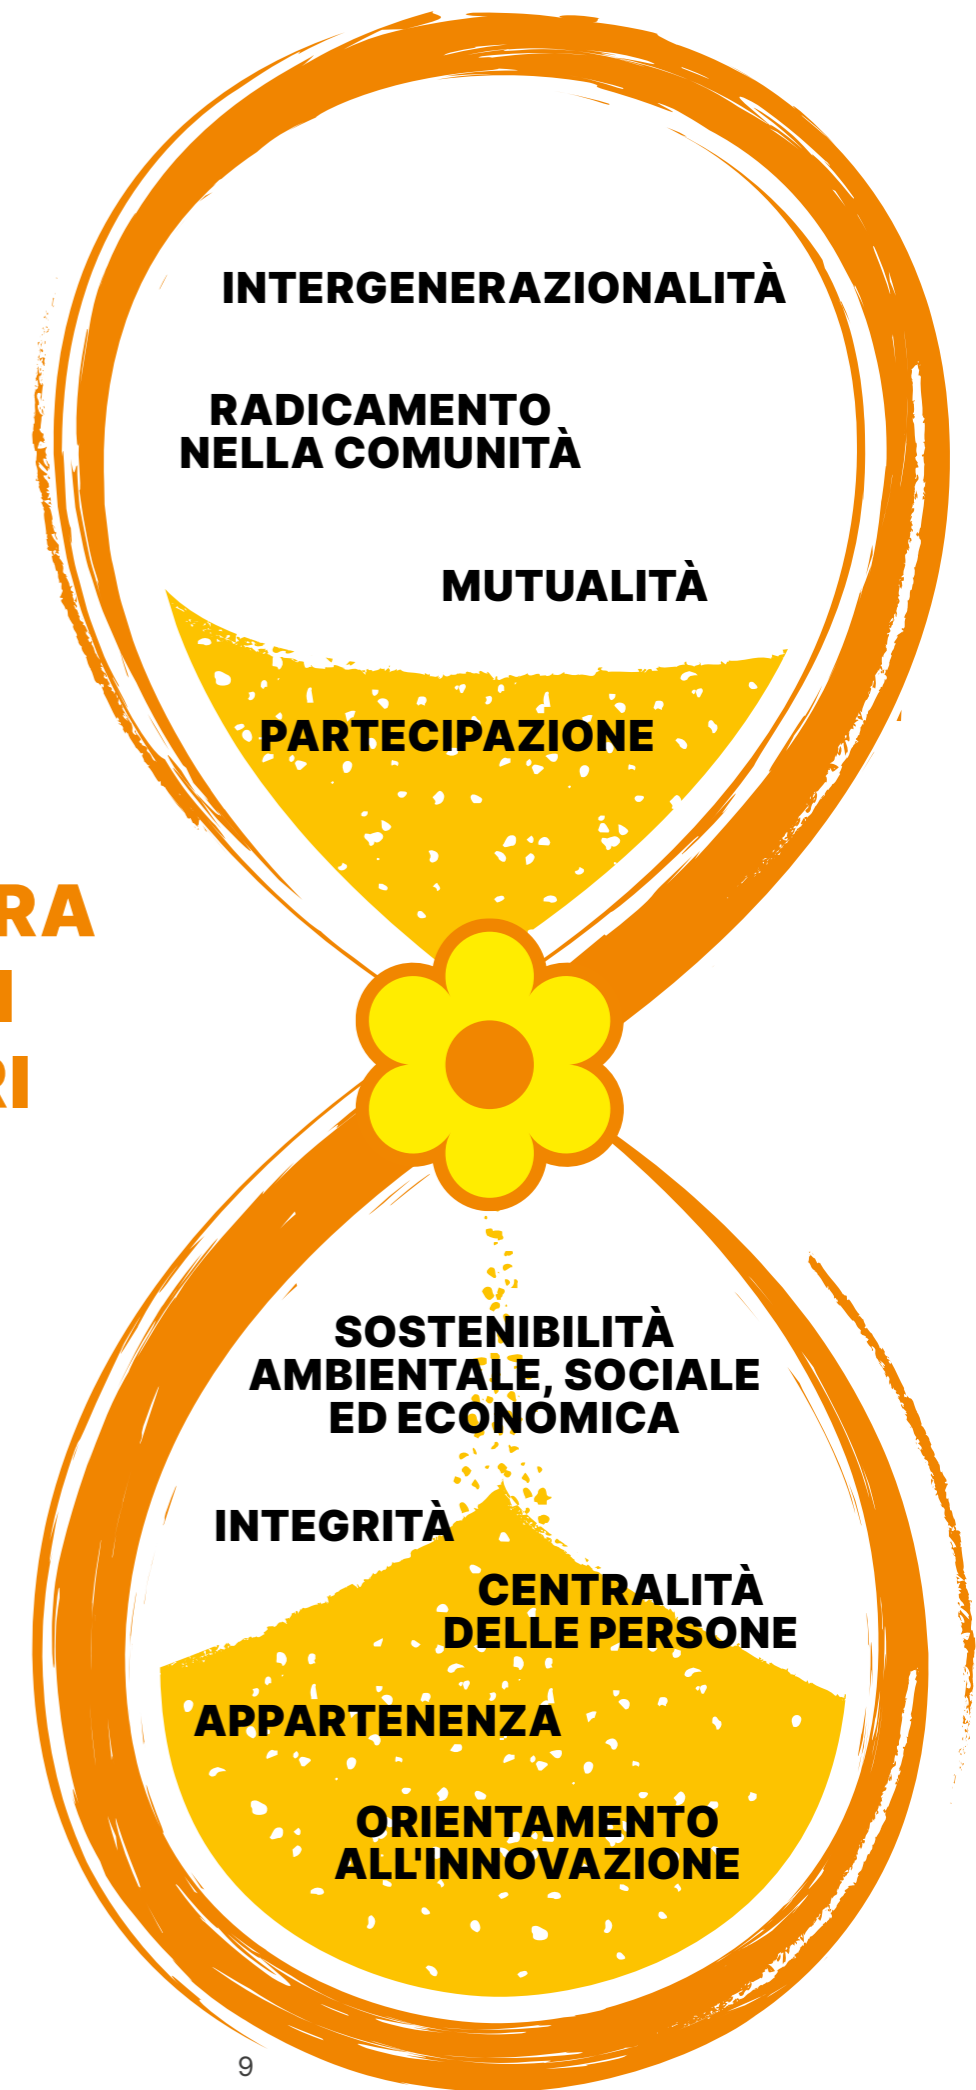 INTERGENERAZIONALITÀ
RADICAMENTO
NELLA COMUNITÀ
MUTUALITÀ
PARTECIPAZIONE
SOSTENIBILITÀ
AMBIENTALE, SOCIALE
ED ECONOMICA
INTEGRITÀ
CENTRALITÀ
DELLE PERSONE
APPARTENENZA
ORIENTAMENTO
ALL'INNOVAZIONE
9